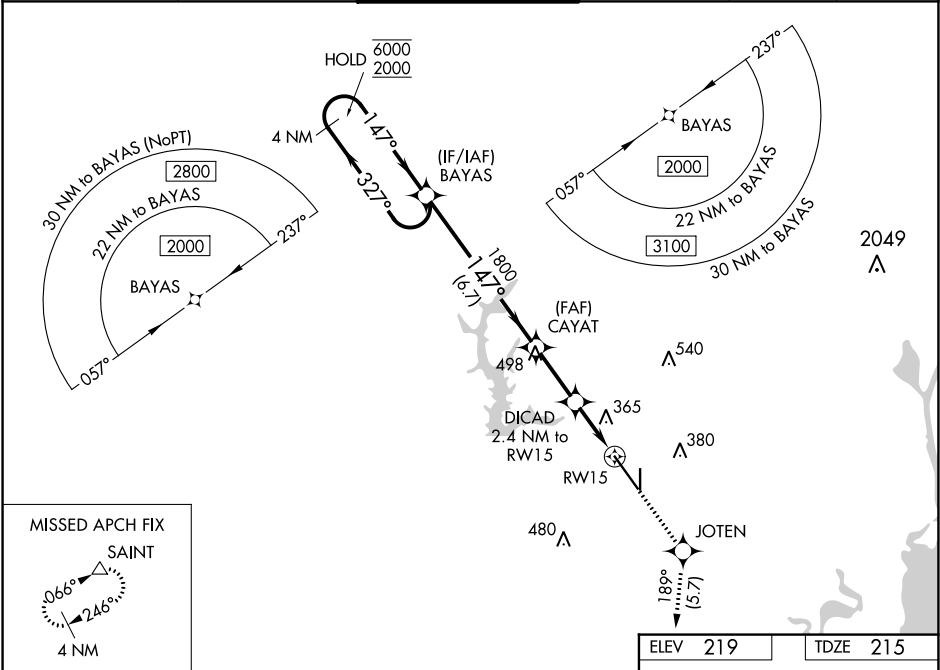 HOLD 6000
2000
4 NM
147°
327°
(IF/IAF)
BAYAS
30 NM to BAYAS (NoPT)
2800
22 NM to BAYAS
2000
237°
BAYAS
057°
237°
BAYAS
2000
057°
22 NM to BAYAS
3100
30 NM to BAYAS
2049
1800
147°
(6.7)
(FAF)
CAYAT
498
540
DICAD
2.4 NM to
RW15
365
380
RW15
480
JOTEN
189°
(5.7)
MISSED APCH FIX
SAINT
066°
246°
4 NM
ELEV 219
TDZE 215